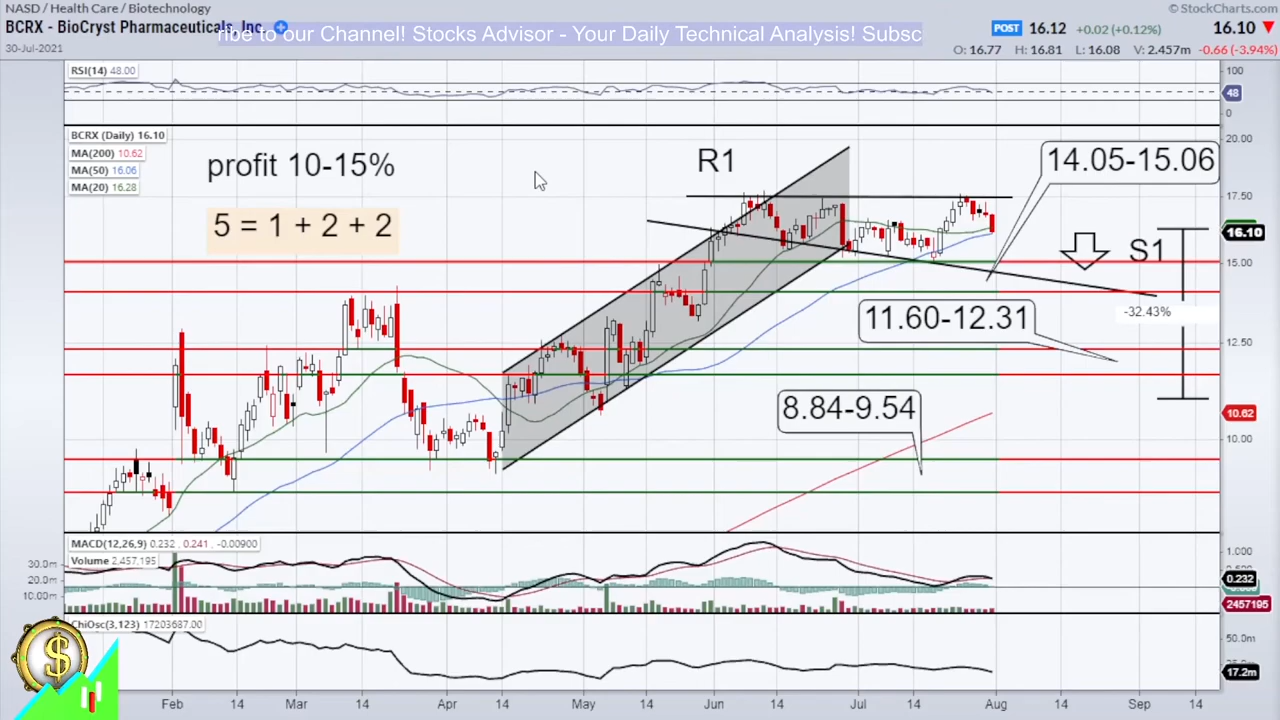 NASD / Health Care / Biotechnology
© StockCharts.com
BCRX - BioCryst Pharmaceuticals, Inc.
ibe to our Channel! Stocks Advisor - Your Daily Technical Analysis! Subsc
POST 16.12 +0.02 (+0.12%) 16.10
30-Jul-2021
O: 16.77 H: 16.81 L: 16.08 V: 2.457m -0.66 (-3.94%)
RSI(14) 48.00
100
48
0
BCRX (Daily) 16.10
MA(200) 10.62
MA(50) 16.06
MA(20) 16.28
profit 10-15%
5 = 1 + 2 + 2
R1
14.05-15.06
S1
-32.43%
11.60-12.31
8.84-9.54
20.00
17.50
16.10
15.00
12.50
10.62
10.00
MACD(12,26,9) 0.232, 0.241, -0.00900
Volume 2,457,195
30.0m
20.0m
10.00m
1.000
0.232
2457195
ChiOsc(3,123) 17203687.00
50.0m
17.2m
Feb 14 Mar 14 Apr 14 May 14 Jun 14 Jul 14 Aug 14 Sep 14